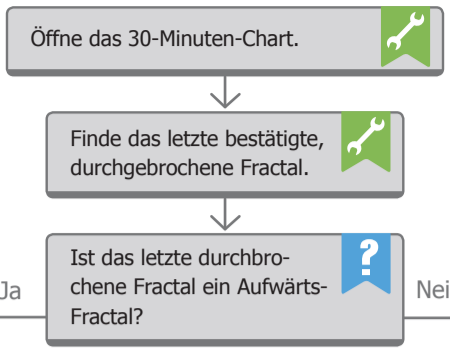 Öffne das 30-Minuten-Chart.
Finde das letzte bestätigte,
durchgebrochene Fractal.
Ist das letzte durchbro-
chene Fractal ein Aufwärts-
Fractal?
Ja
Nei